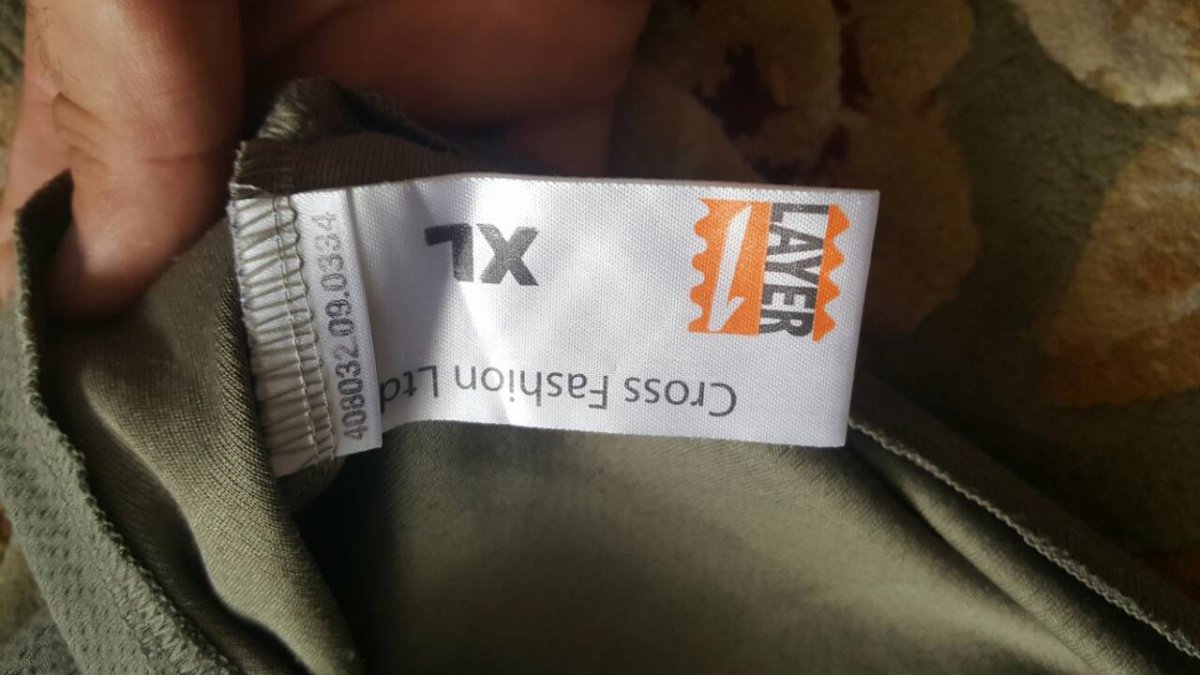 LAYER
XL
Cross Fashion Ltd
408032 09.0334